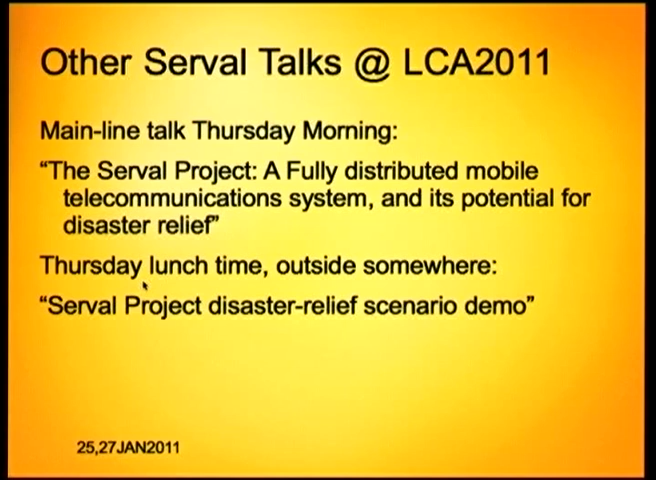 Other Serval Talks @ LCA2011
Main-line talk Thursday Morning:
“The Serval Project: A Fully distributed mobile
telecommunications system, and its potential for
disaster relief”
Thursday lunch time, outside somewhere:
“Serval Project disaster-relief scenario demo”
25,27JAN2011